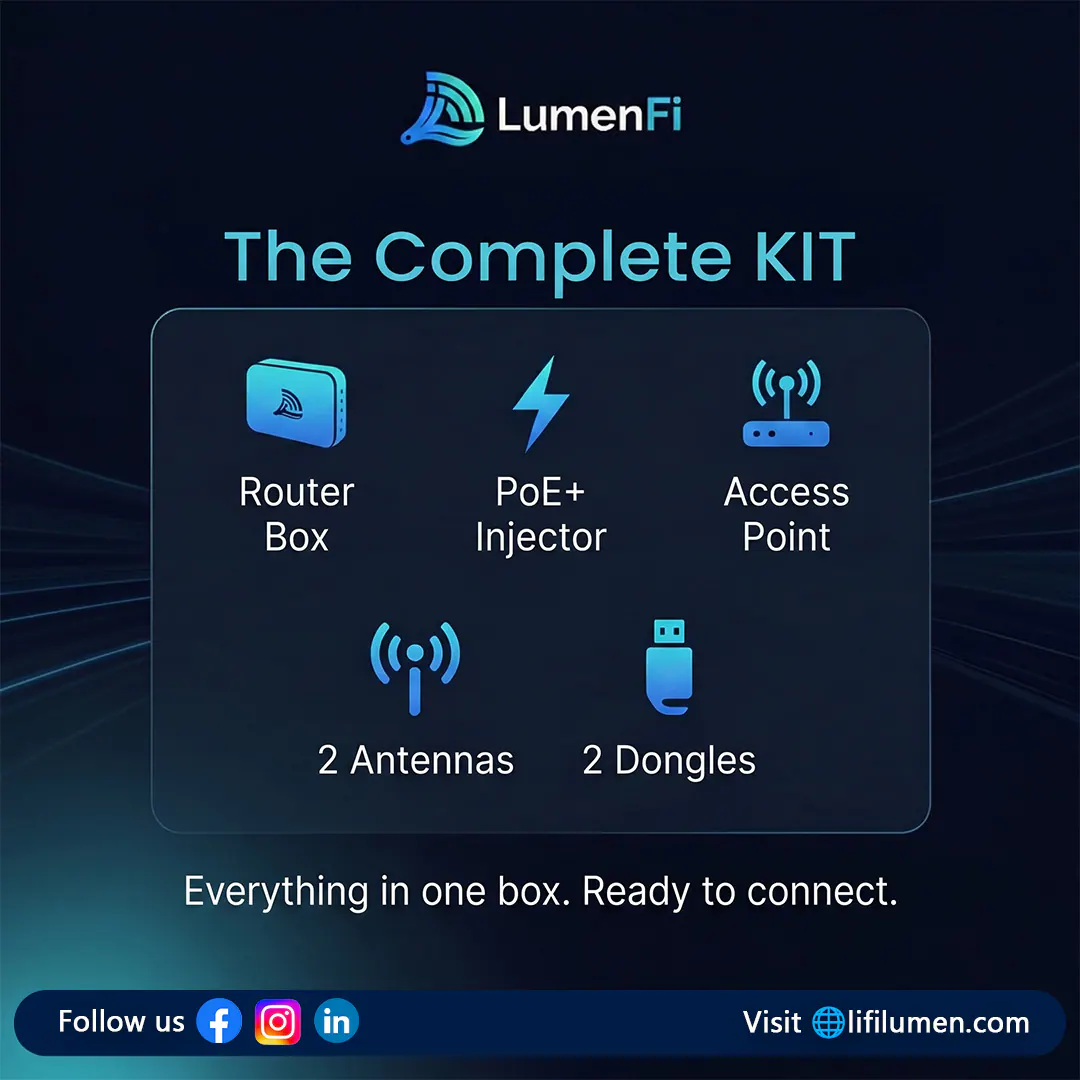 LumenFi
The Complete KIT
Router
Box
PoE+
Injector
Access
Point
2 Antennas
2 Dongles
Everything in one box. Ready to connect.
Follow us
Visit lifilumen.com